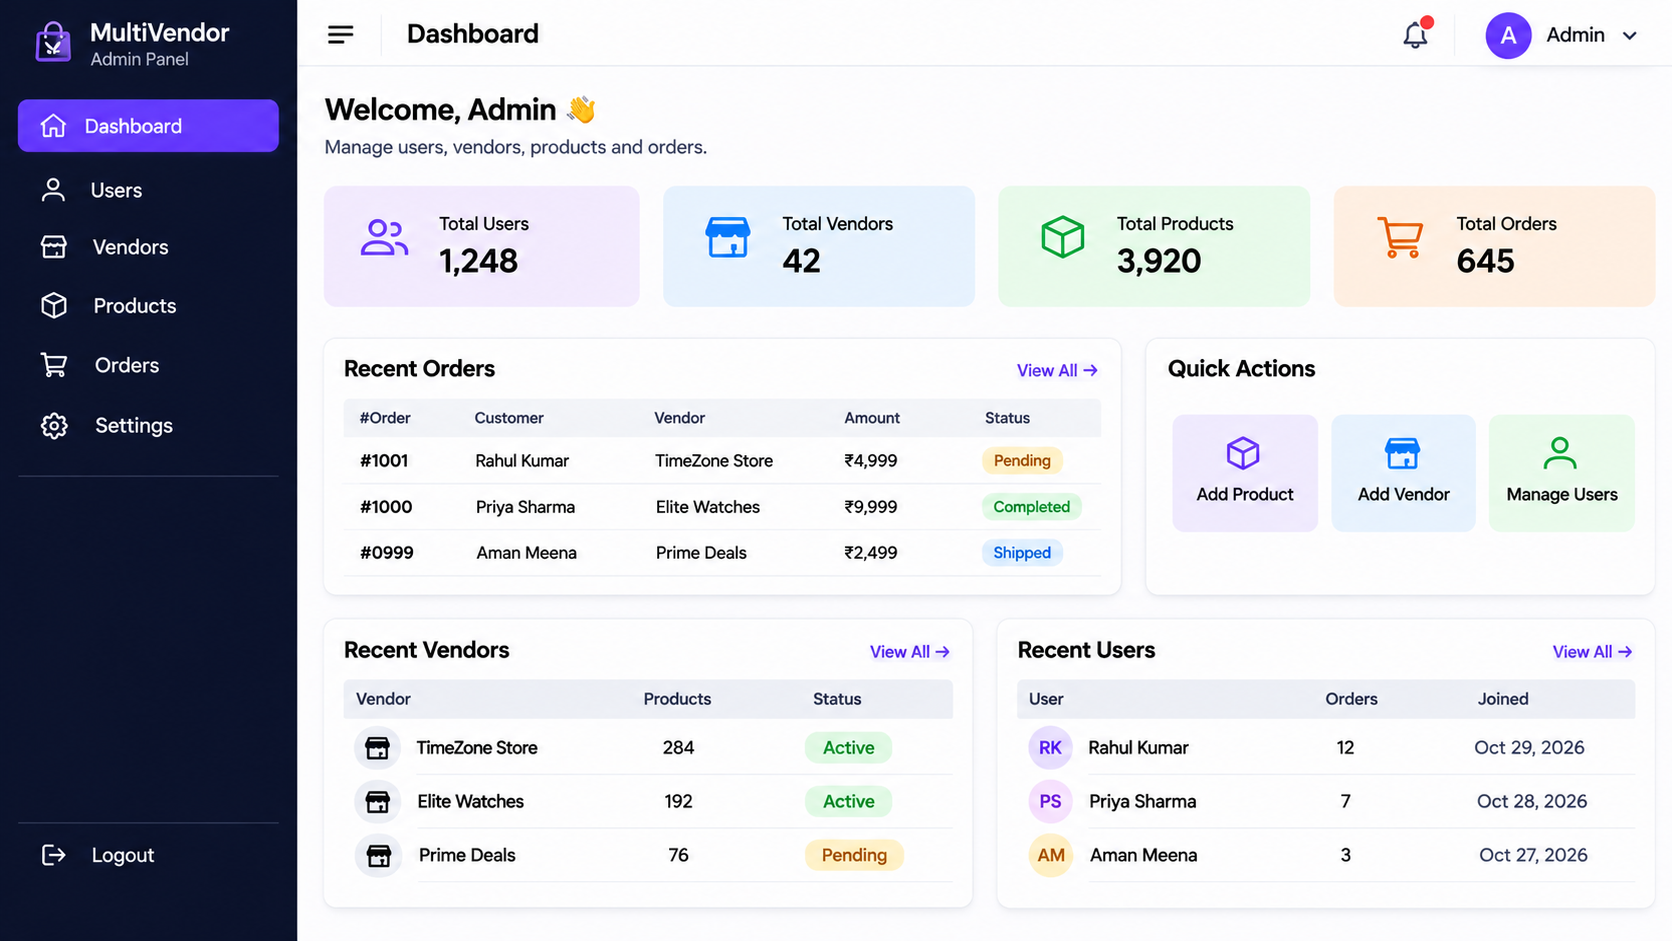 MultiVendor
Admin Panel
Dashboard
Users
Vendors
Products
Orders
Settings
Logout
Dashboard
A Admin
Welcome, Admin 👋
Manage users, vendors, products and orders.
Total Users
1,248
Total Vendors
42
Total Products
3,920
Total Orders
645
Recent Orders View All →
#Order Customer Vendor Amount Status
#1001 Rahul Kumar TimeZone Store ₹4,999 Pending
#1000 Priya Sharma Elite Watches ₹9,999 Completed
#0999 Aman Meena Prime Deals ₹2,499 Shipped
Quick Actions
Add Product Add Vendor Manage Users
Recent Vendors View All →
Vendor Products Status
TimeZone Store 284 Active
Elite Watches 192 Active
Prime Deals 76 Pending
Recent Users View All →
User Orders Joined
RK Rahul Kumar 12 Oct 29, 2026
PS Priya Sharma 7 Oct 28, 2026
AM Aman Meena 3 Oct 27, 2026